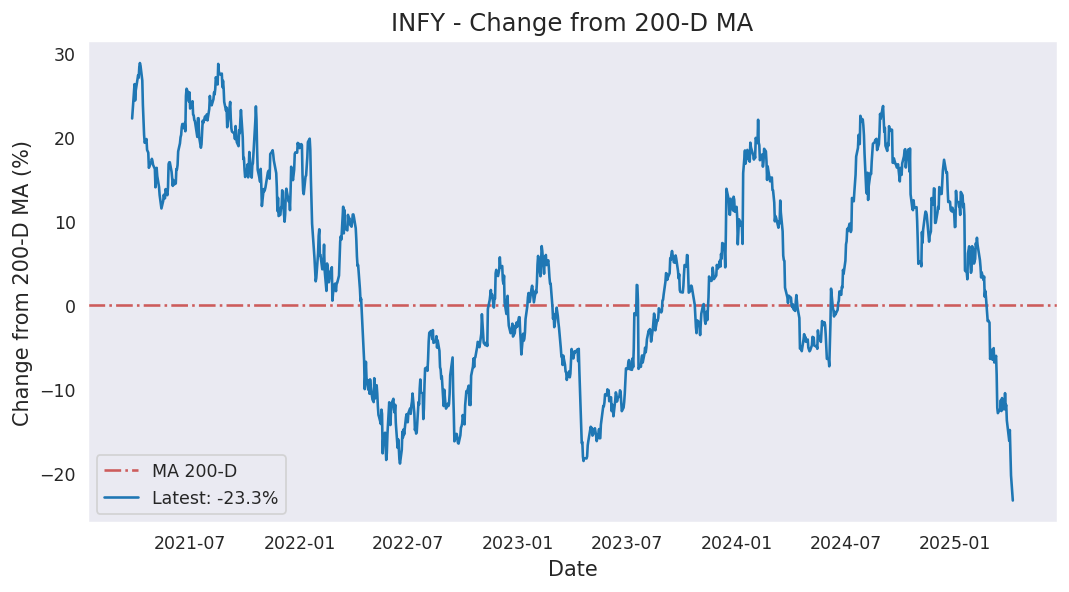 INFY - Change from 200-D MA
Change from 200-D MA (%)
30
20
10
0
−10
−20
MA 200-D
Latest: -23.3%
2021-07 2022-01 2022-07 2023-01 2023-07 2024-01 2024-07 2025-01
Date